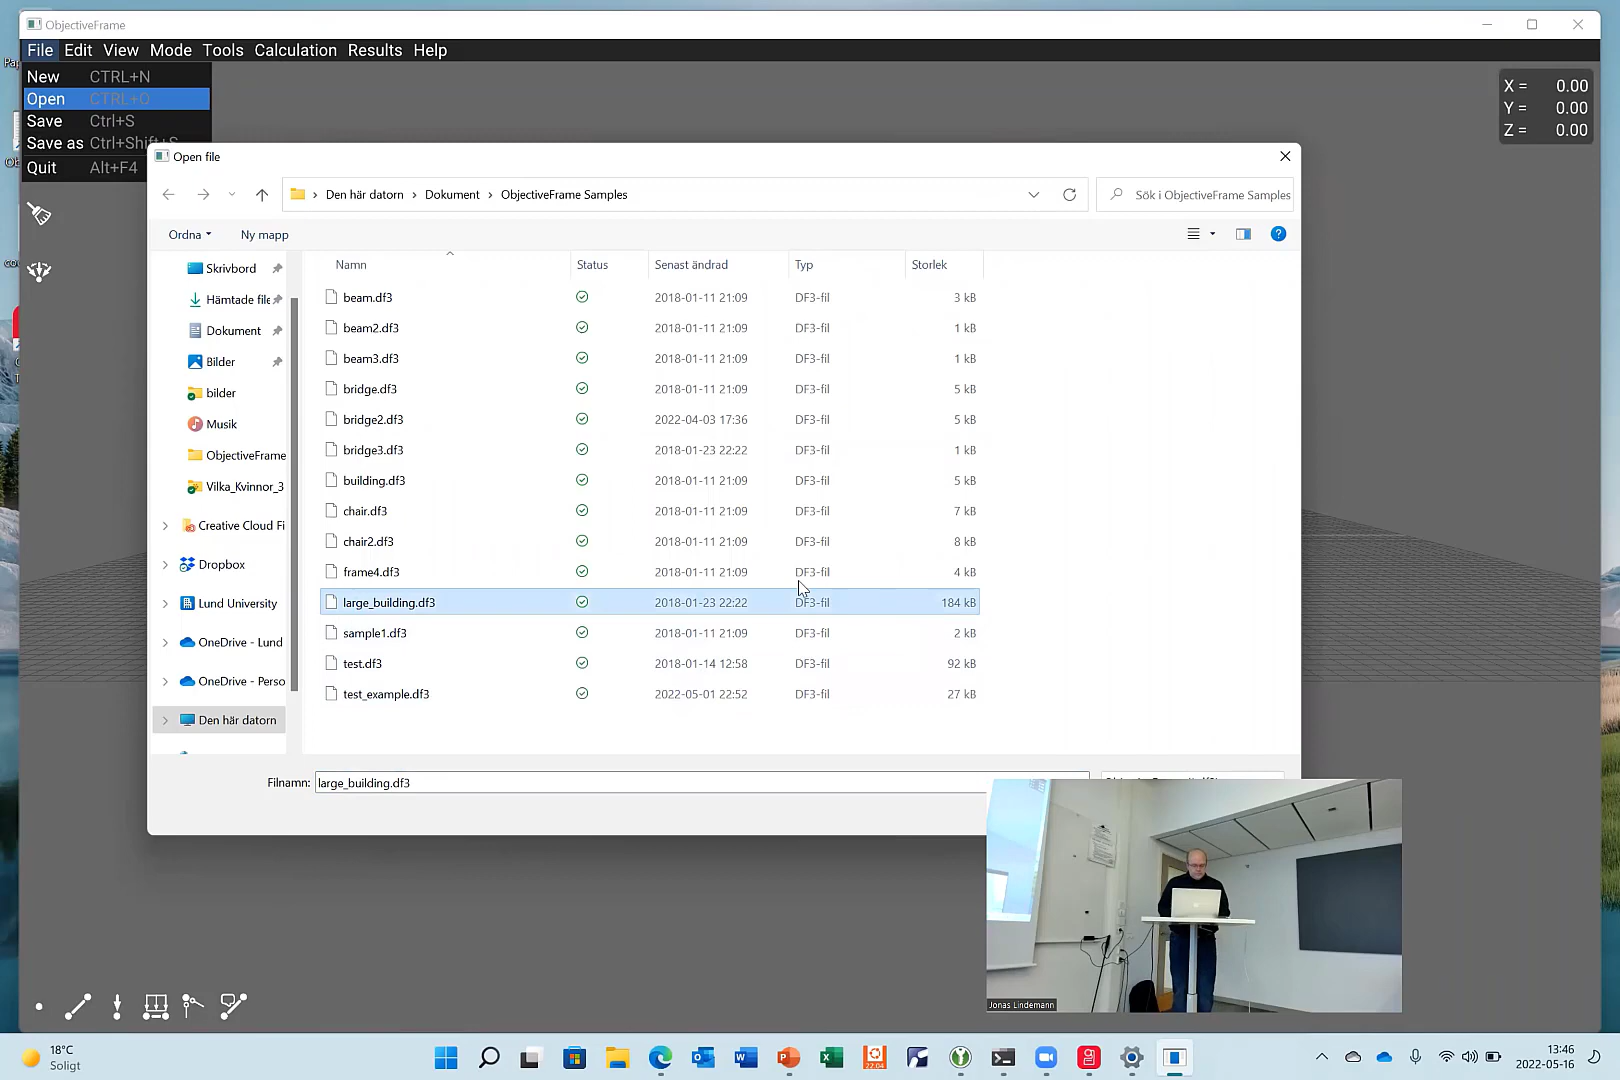 ObjectiveFrame
File Edit View Mode Tools Calculation Results Help
New CTRL+N
Open CTRL+O
Save Ctrl+S
Save as Ctrl+Shift+S
Quit Alt+F4
X = 0.00
Y = 0.00
Z = 0.00
Open file
Den här datorn Dokument ObjectiveFrame Samples
Sök i ObjectiveFrame Samples
Ordna Ny mapp
Namn Status Senast ändrad Typ Storlek
Skrivbord
Hämtade file
Dokument
Bilder
bilder
Musik
ObjectiveFrame
Vilka_Kvinnor_3
Creative Cloud Fi
Dropbox
Lund University
OneDrive - Lund
OneDrive - Perso
Den här datorn
beam.df3 2018-01-11 21:09 DF3-fil 3 kB
beam2.df3 2018-01-11 21:09 DF3-fil 1 kB
beam3.df3 2018-01-11 21:09 DF3-fil 1 kB
bridge.df3 2018-01-11 21:09 DF3-fil 5 kB
bridge2.df3 2022-04-03 17:36 DF3-fil 5 kB
bridge3.df3 2018-01-23 22:22 DF3-fil 1 kB
building.df3 2018-01-11 21:09 DF3-fil 5 kB
chair.df3 2018-01-11 21:09 DF3-fil 7 kB
chair2.df3 2018-01-11 21:09 DF3-fil 8 kB
frame4.df3 2018-01-11 21:09 DF3-fil 4 kB
large_building.df3 2018-01-23 22:22 DF3-fil 184 kB
sample1.df3 2018-01-11 21:09 DF3-fil 2 kB
test.df3 2018-01-14 12:58 DF3-fil 92 kB
test_example.df3 2022-05-01 22:52 DF3-fil 27 kB
Filnamn: large_building.df3
Jonas Lindemann
18°C
Soligt
22.04
13:46
2022-05-16